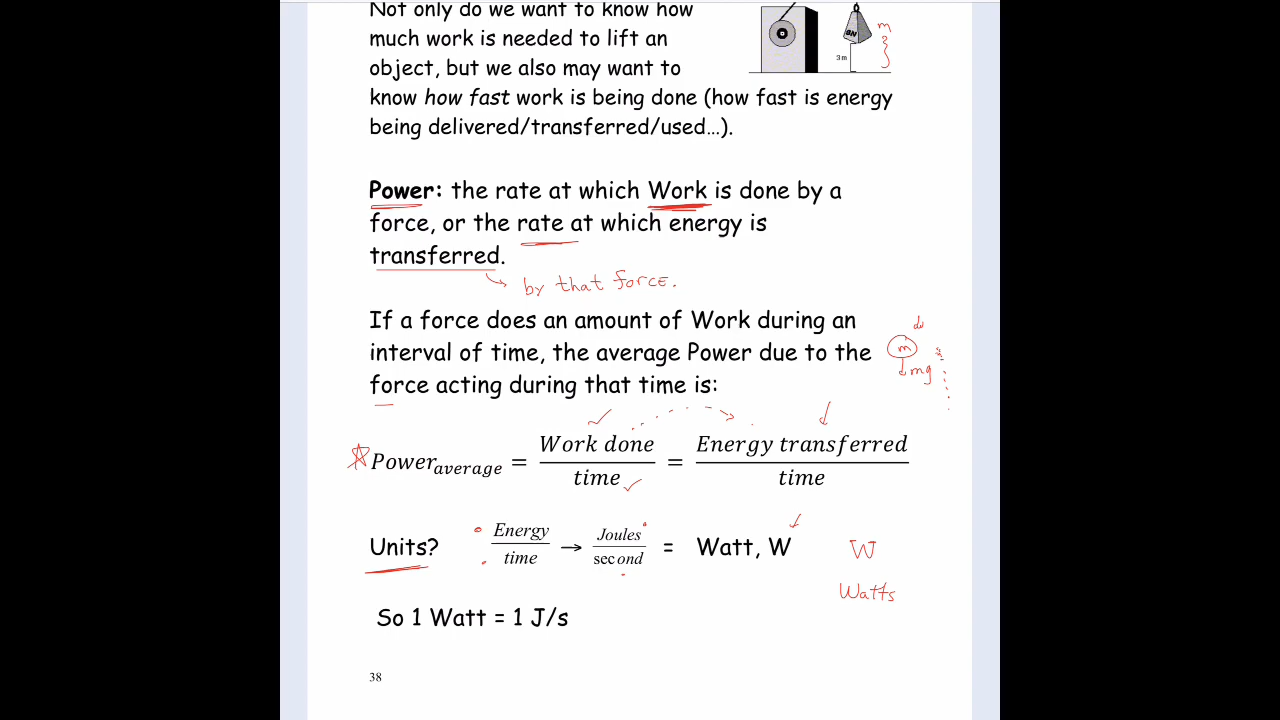 Not only do we want to know how
much work is needed to lift an
object, but we also may want to
know how fast work is being done (how fast is energy
being delivered/transferred/used…).
8N
3m
m
Power: the rate at which Work is done by a
force, or the rate at which energy is
transferred.
by that force.
If a force does an amount of Work during an
interval of time, the average Power due to the
force acting during that time is:
m
mg
Power_average = Work done / time = Energy transferred / time
Units? Energy / time → Joules / second = Watt, W
W
Watts
So 1 Watt = 1 J/s
38